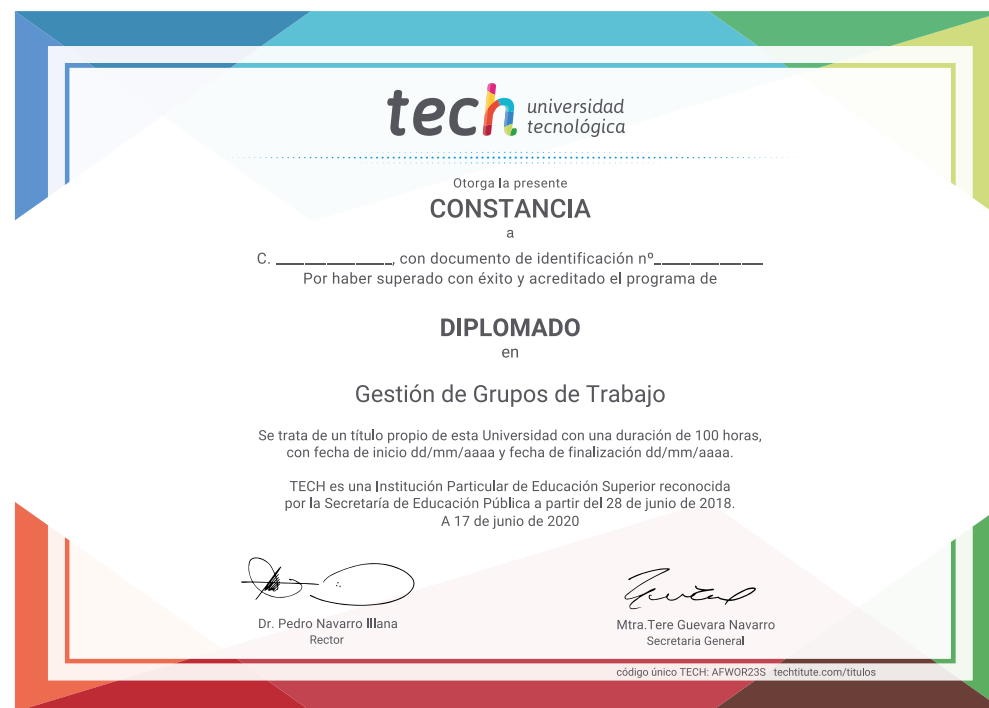 tech universidad
tecnológica
Otorga la presente
CONSTANCIA
a
C. ______________, con documento de identificación nº_____________
Por haber superado con éxito y acreditado el programa de
DIPLOMADO
en
Gestión de Grupos de Trabajo
Se trata de un título propio de esta Universidad con una duración de 100 horas,
con fecha de inicio dd/mm/aaaa y fecha de finalización dd/mm/aaaa.
TECH es una Institución Particular de Educación Superior reconocida
por la Secretaría de Educación Pública a partir del 28 de junio de 2018.
A 17 de junio de 2020
Dr. Pedro Navarro Illana
Rector
Mtra.Tere Guevara Navarro
Secretaria General
código único TECH: AFWOR23S techtitute.com/titulos